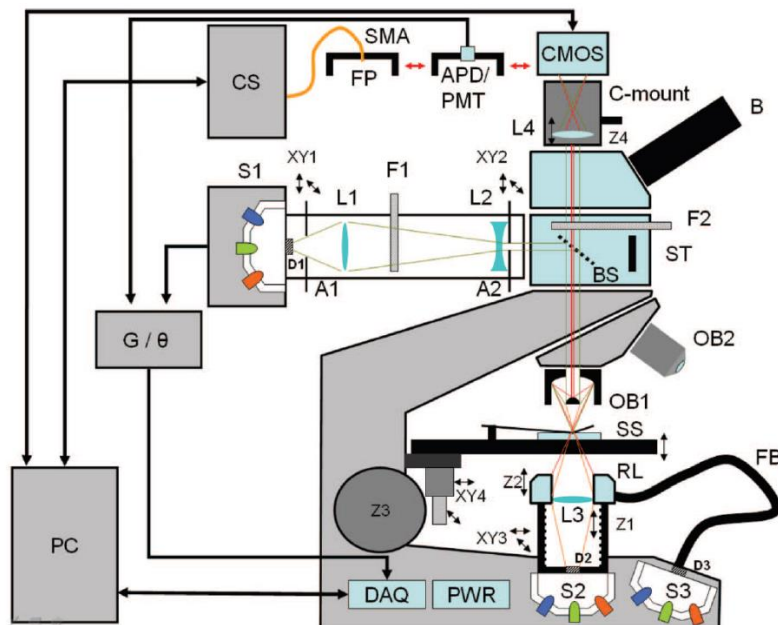 SMA
CS
FP
APD/
PMT
CMOS
C-mount
L4
Z4
B
S1
XY1
L1
F1
XY2
L2
F2
ST
BS
D1
A1
A2
G / θ
OB2
OB1
SS
FB
RL
Z2
XY4
Z3
L3
Z1
XY3
D2
D3
PC
DAQ
PWR
S2
S3